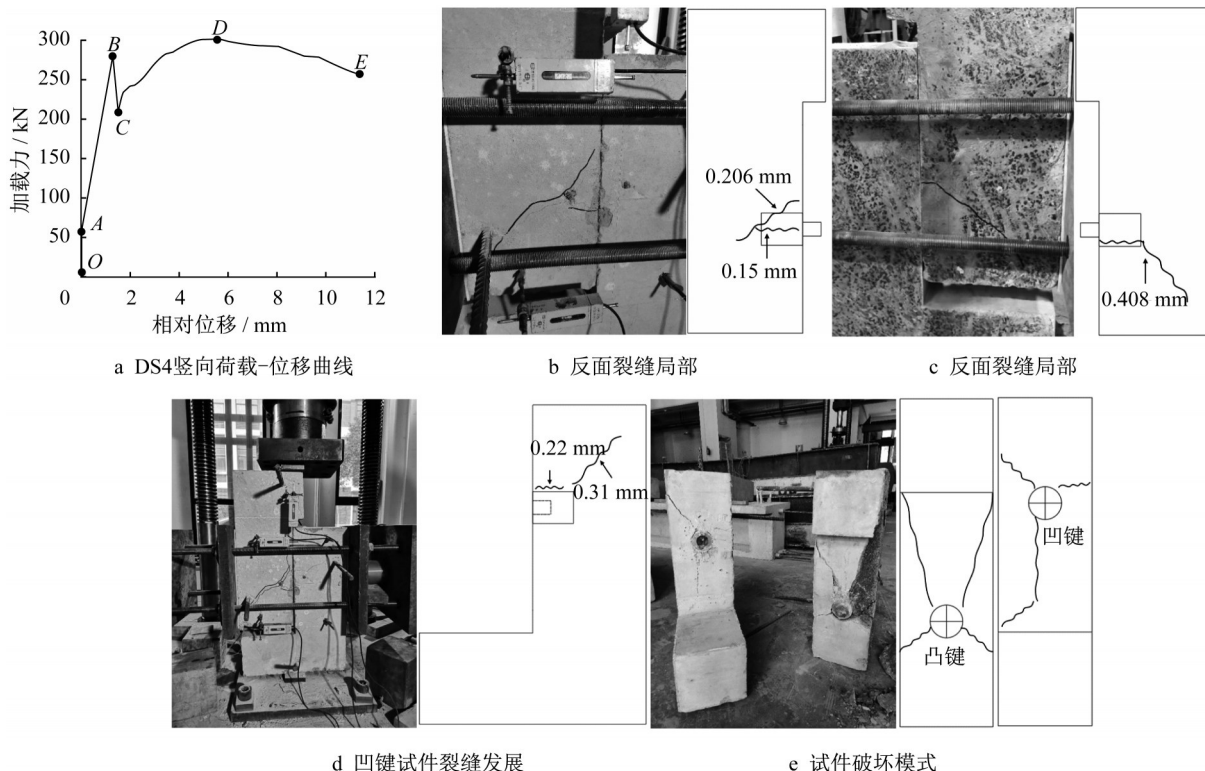 300
250
200
150
100
50
0
加载力 / kN
O
A
B
C
D
E
2
4
6
8
10
12
相对位移 / mm
a DS4竖向荷载-位移曲线
0.206 mm
0.15 mm
b 反面裂缝局部
0.408 mm
c 反面裂缝局部
0.22 mm
0.31 mm
d 凹键试件裂缝发展
凸键
凹键
e 试件破坏模式